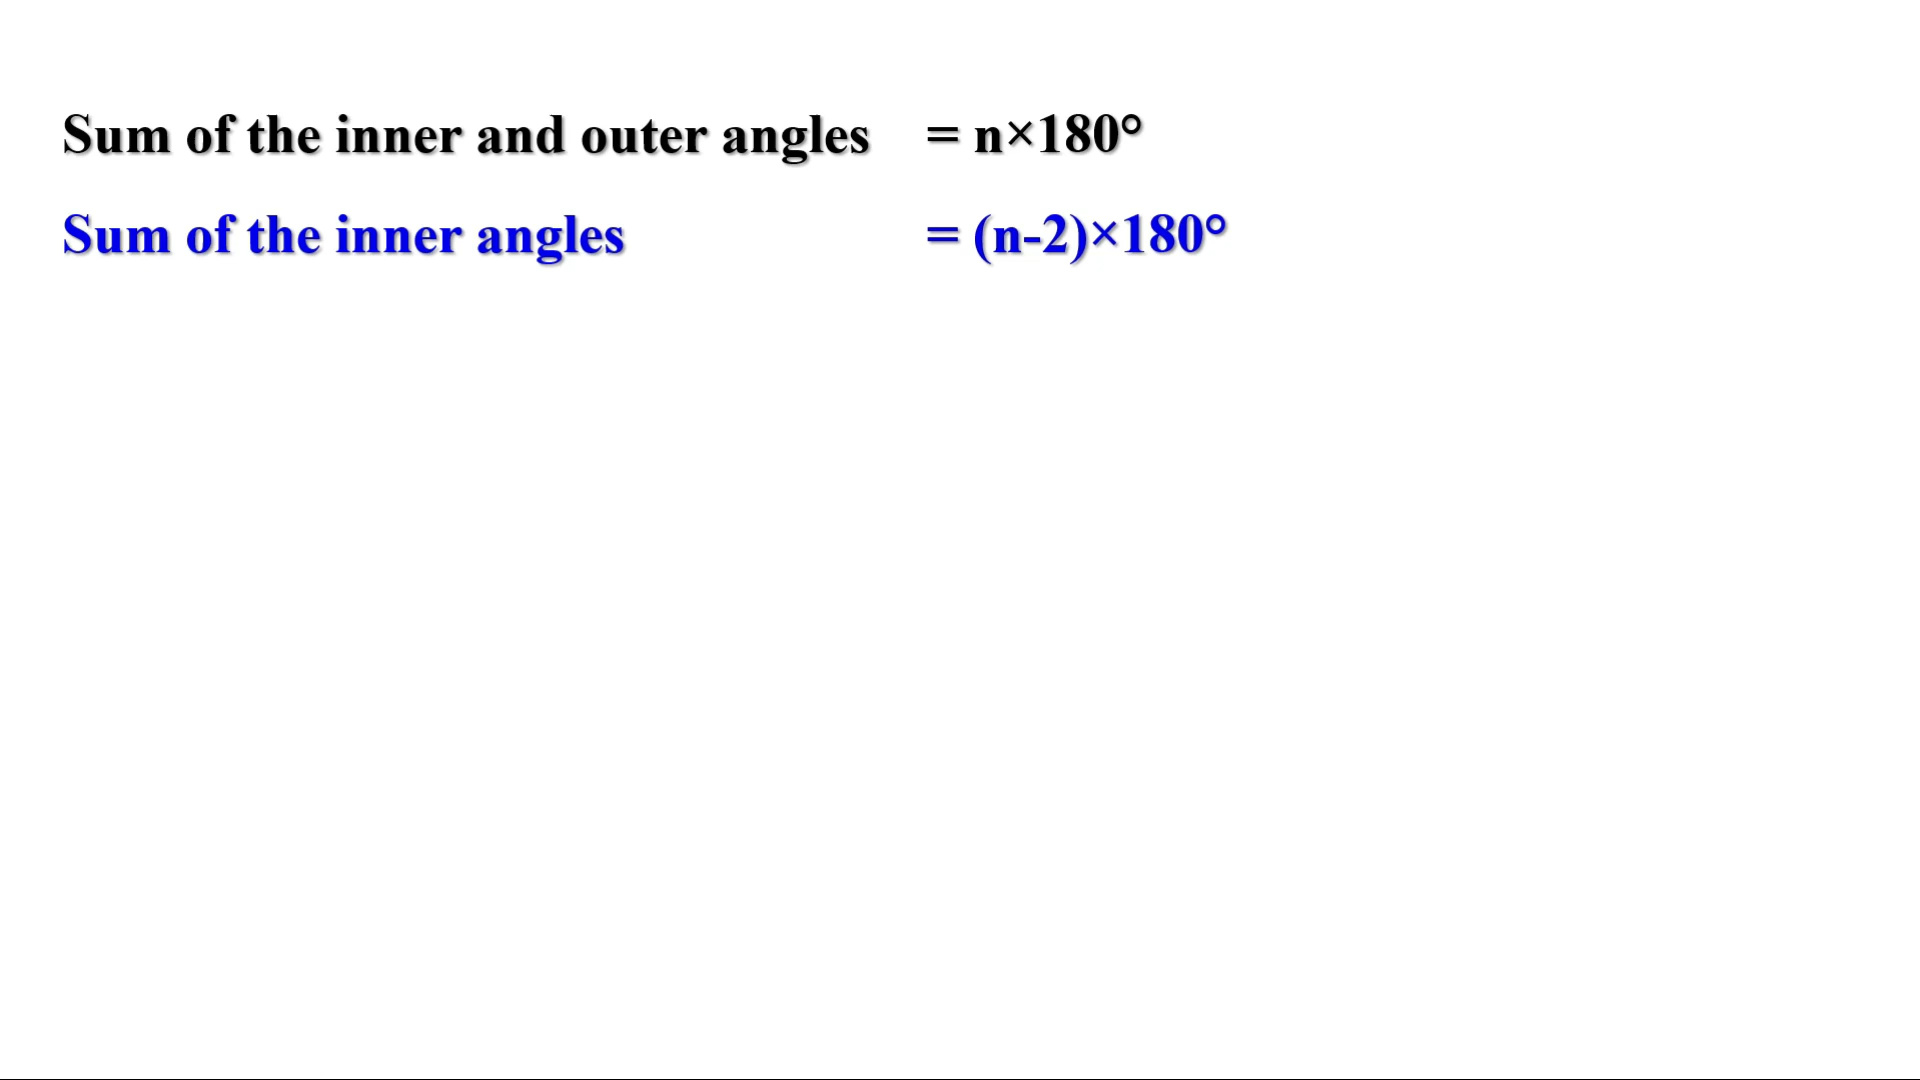 Sum of the inner and outer angles = n×180°
Sum of the inner angles = (n-2)×180°